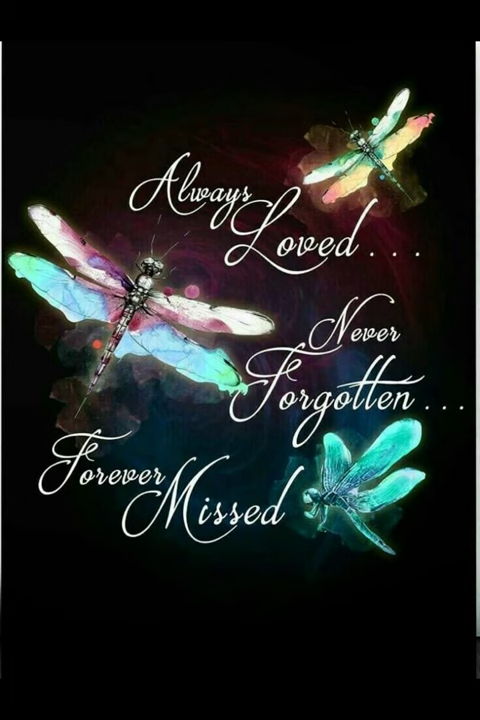 Always
Loved . . .
Never
Forgotten . . .
Forever
Missed